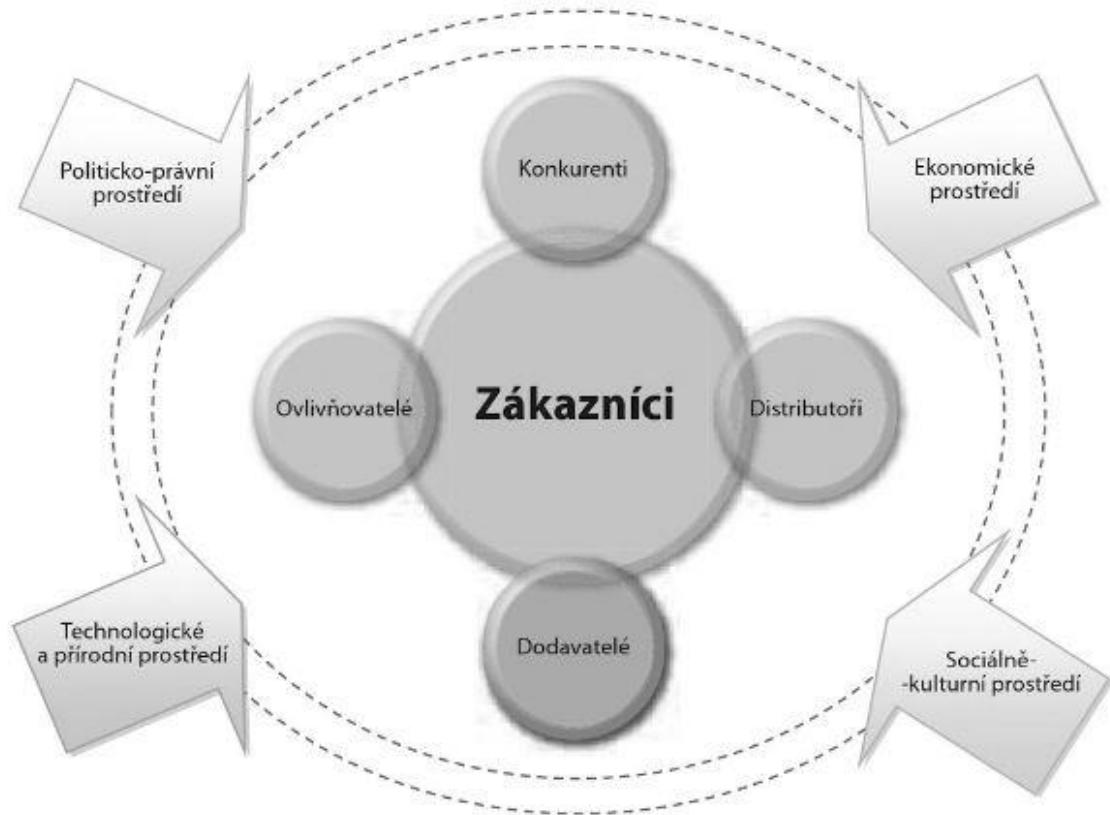 Konkurenti
Politicko-právní
prostředí
Ekonomické
prostředí
Ovlivňovatelé
Zákazníci
Distributoři
Technologické
a přírodní prostředí
Dodavatelé
Sociálně-
-kulturní prostředí